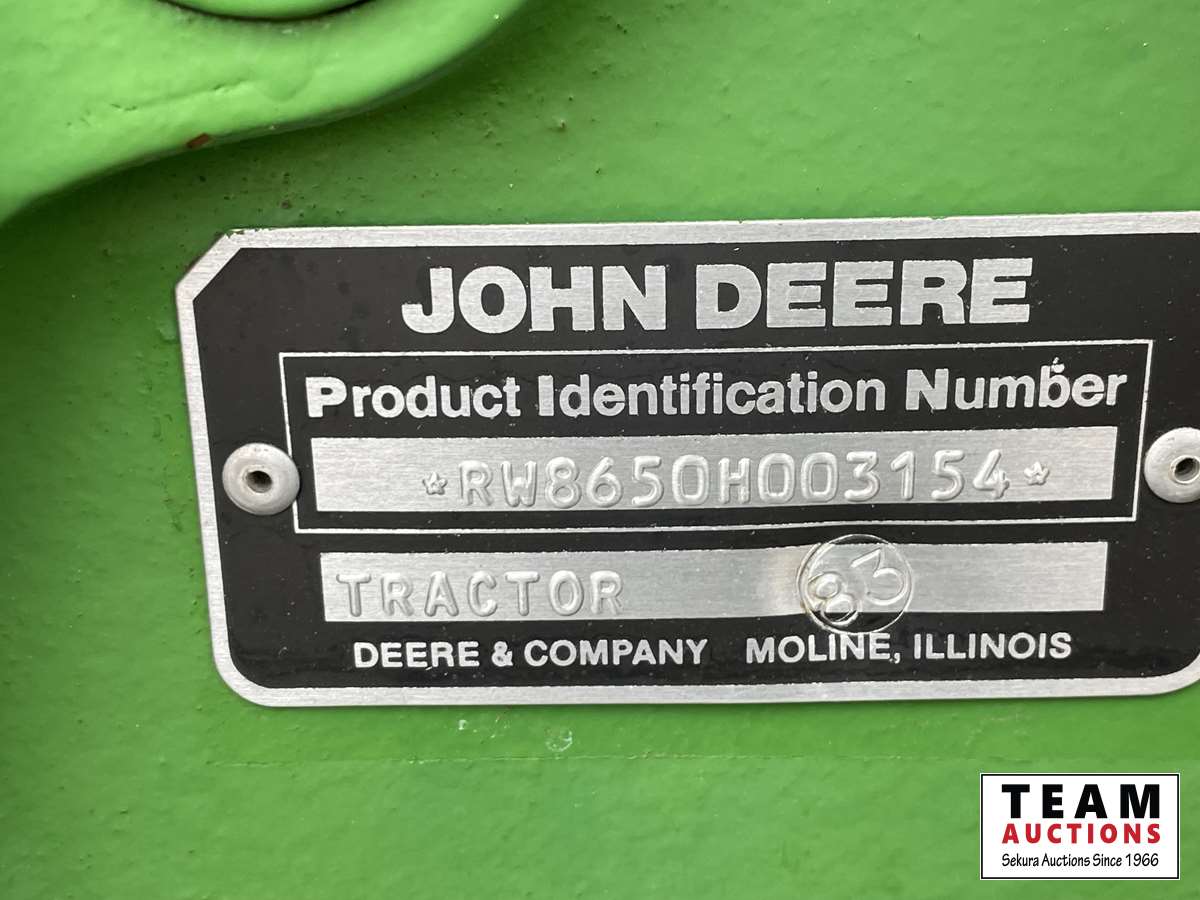 JOHN DEERE
Product Identification Number
*RW8650H003154*
TRACTOR 83
DEERE & COMPANY MOLINE, ILLINOIS
TEAM
AUCTIONS
Sekura Auctions Since 1966